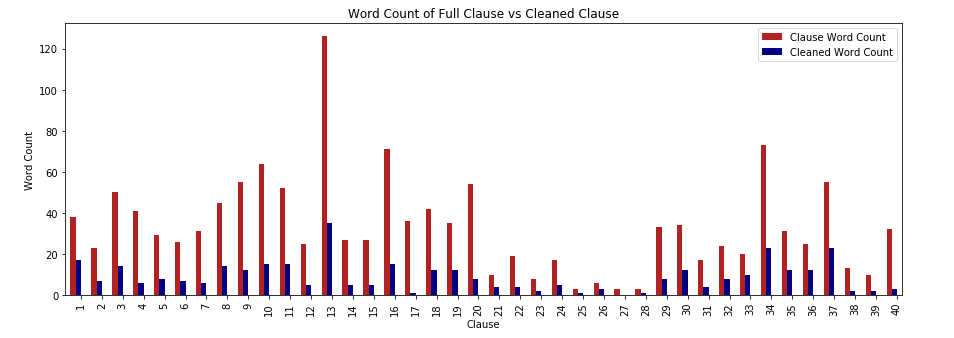 Word Count of Full Clause vs Cleaned Clause
Clause Word Count
Cleaned Word Count
Word Count
120
100
80
60
40
20
0
1 2 3 4 5 6 7 8 9 10 11 12 13 14 15 16 17 18 19 20 21 22 23 24 25 26 27 28 29 30 31 32 33 34 35 36 37 38 39 40
Clause